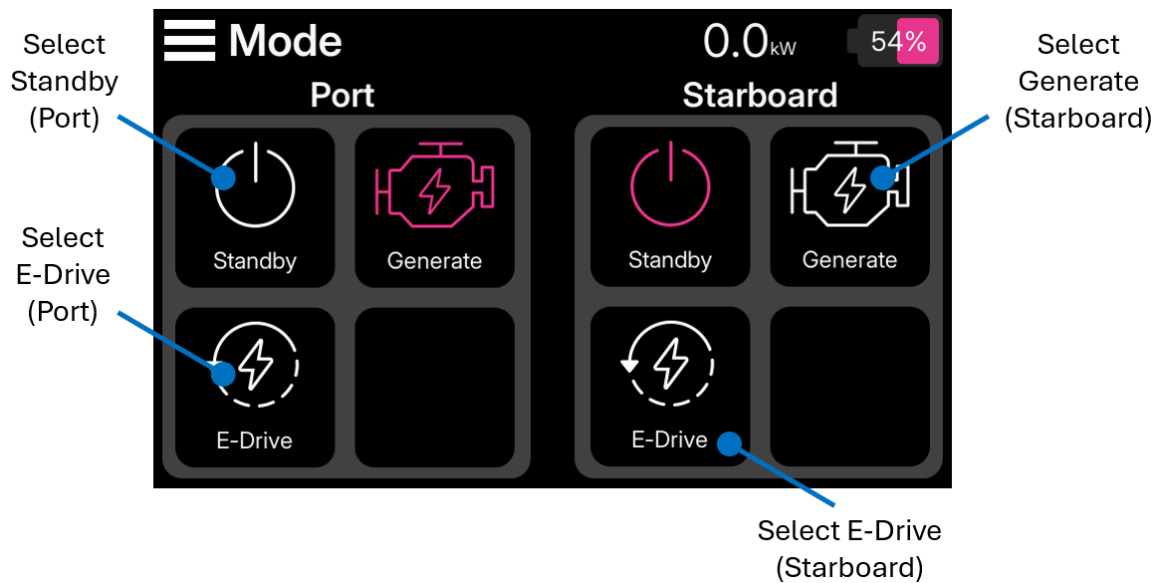 Select
Standby
(Port)
Select
E-Drive
(Port)
Mode
0.0kW
54%
Port
Starboard
Standby
Generate
E-Drive
Standby
Generate
E-Drive
Select
Generate
(Starboard)
Select E-Drive
(Starboard)